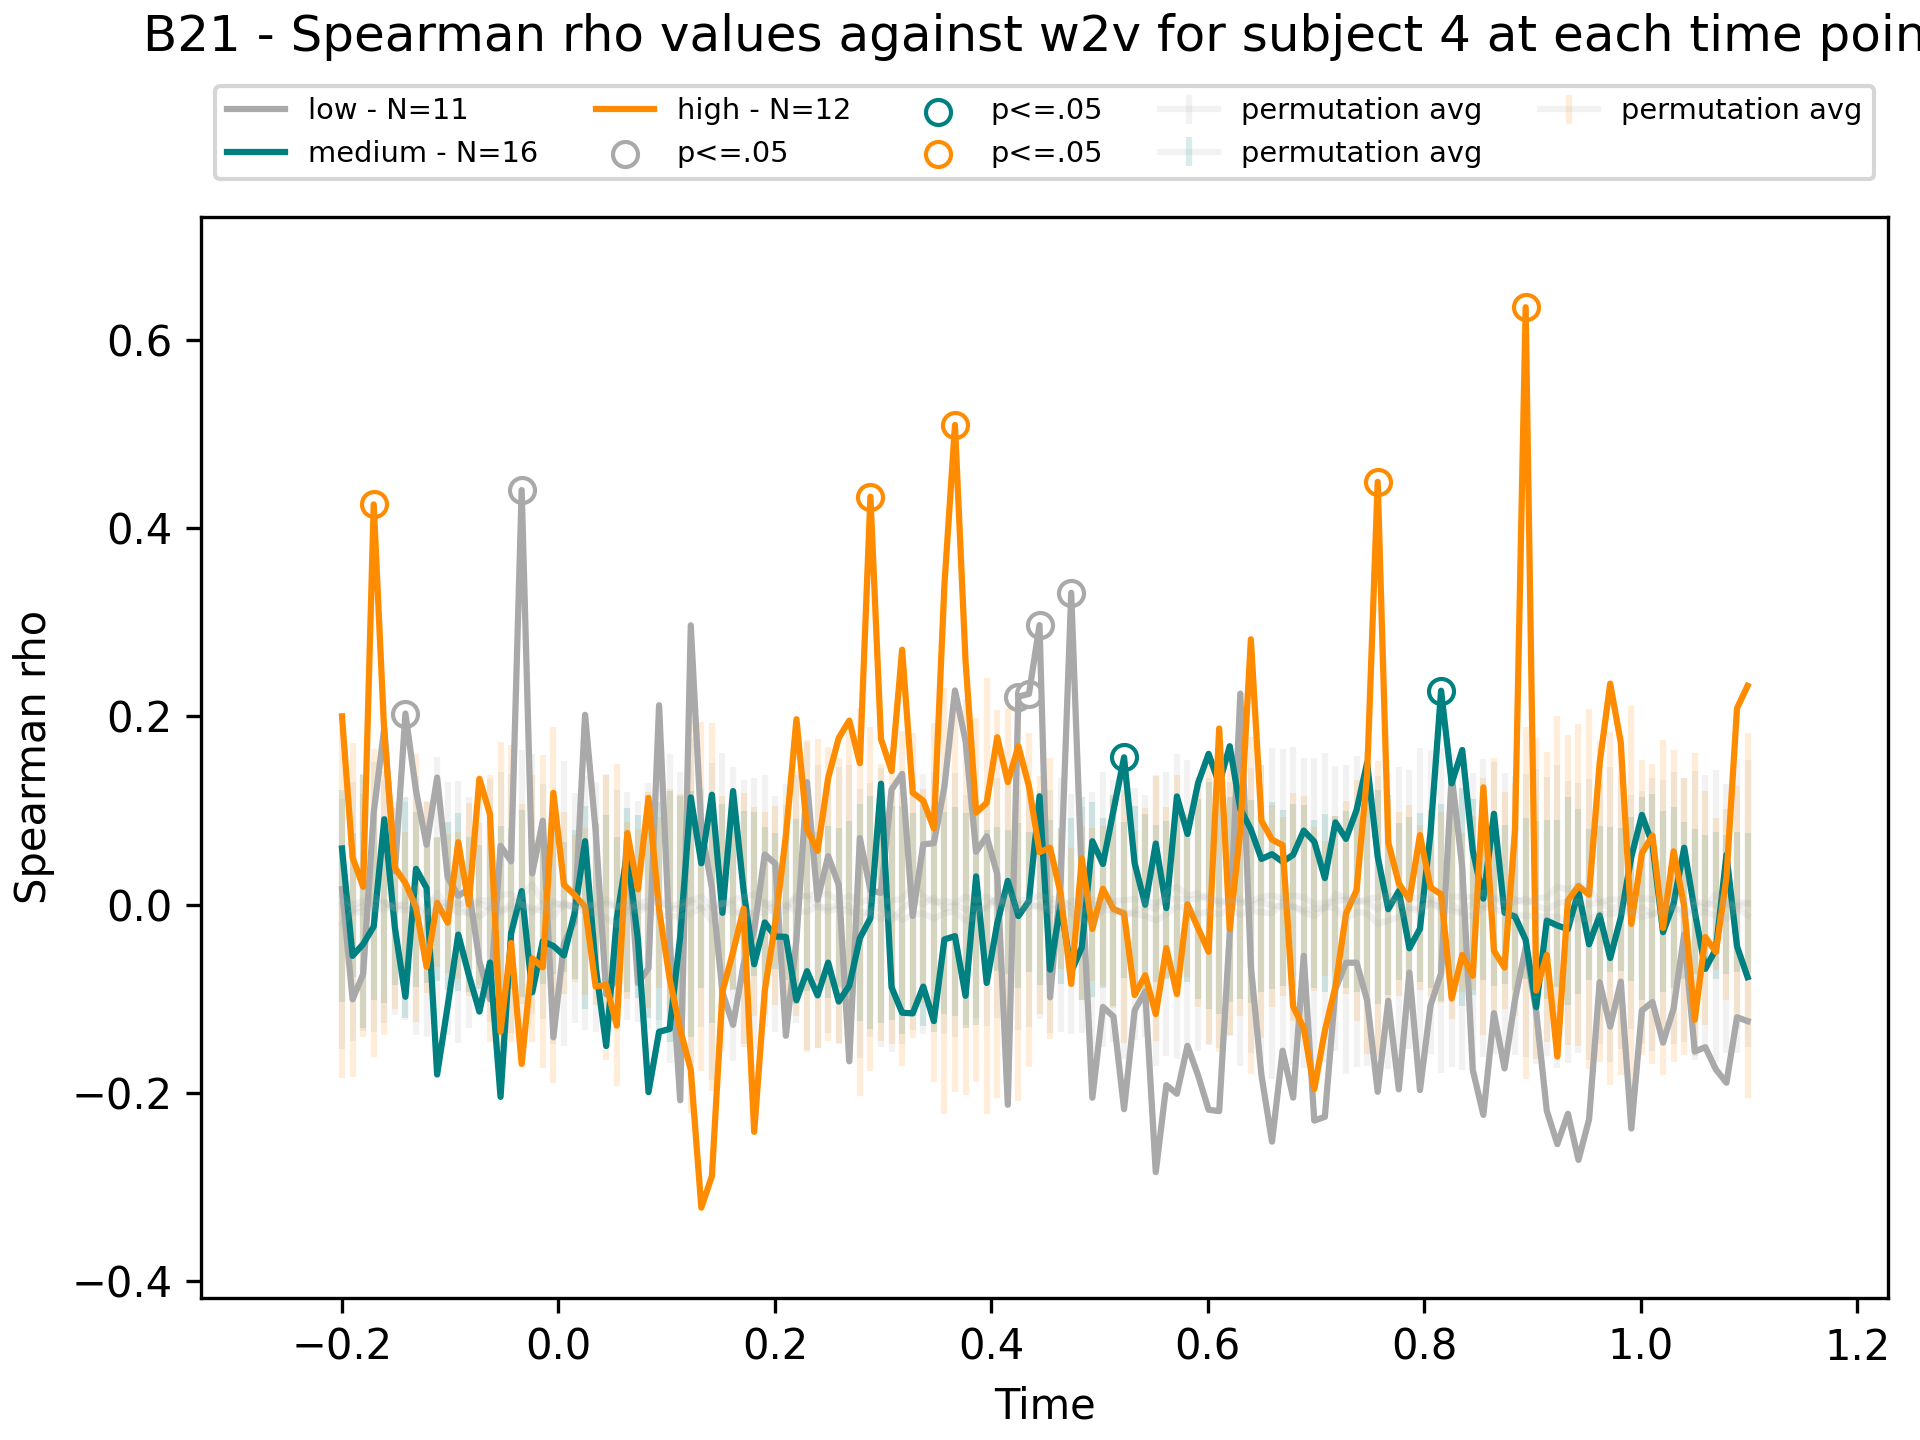 B21 - Spearman rho values against w2v for subject 4 at each time poin
low - N=11 high - N=12 p<=.05 permutation avg permutation avg
medium - N=16 p<=.05 p<=.05 permutation avg
Spearman rho
0.6
0.4
0.2
0.0
−0.2
−0.4
−0.2 0.0 0.2 0.4 0.6 0.8 1.0 1.2
Time